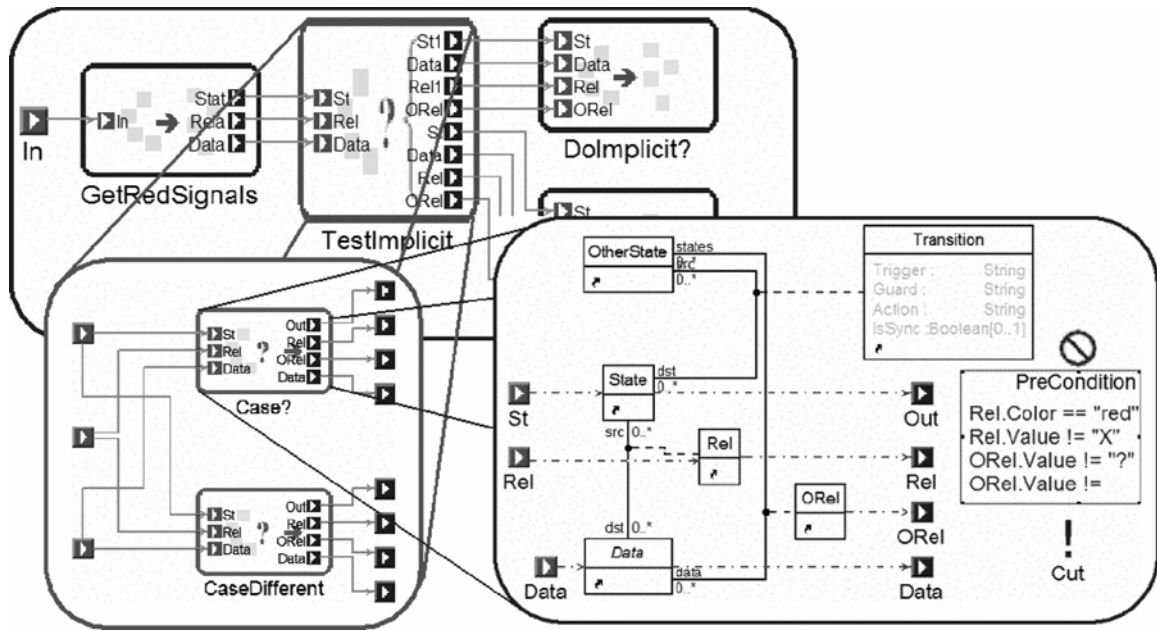 In
In
Stat
Rela
Data
GetRedSignals
St
Rel
Data
?
St1
Data
Rel1
ORel
St
Data
Rel
ORel
TestImplicit
St
Data
Rel
ORel
DoImplicit?
St
St
Rel
Data
?
Out
Rel
ORel
Data
Case?
St
Rel
Data
?
Out
Rel
ORel
Data
CaseDifferent
OtherState
states
0..*
src
0..*
Transition
Trigger : String
Guard : String
Action : String
IsSync :Boolean[0..1]
State
dst
0..*
src 0..*
St
Rel
Rel
ORel
dst 0..*
Data
data
0..*
Data
Out
Rel
ORel
Data
PreCondition
Rel.Color == "red"
Rel.Value != "X"
ORel.Value != "?"
ORel.Value !=
!
Cut